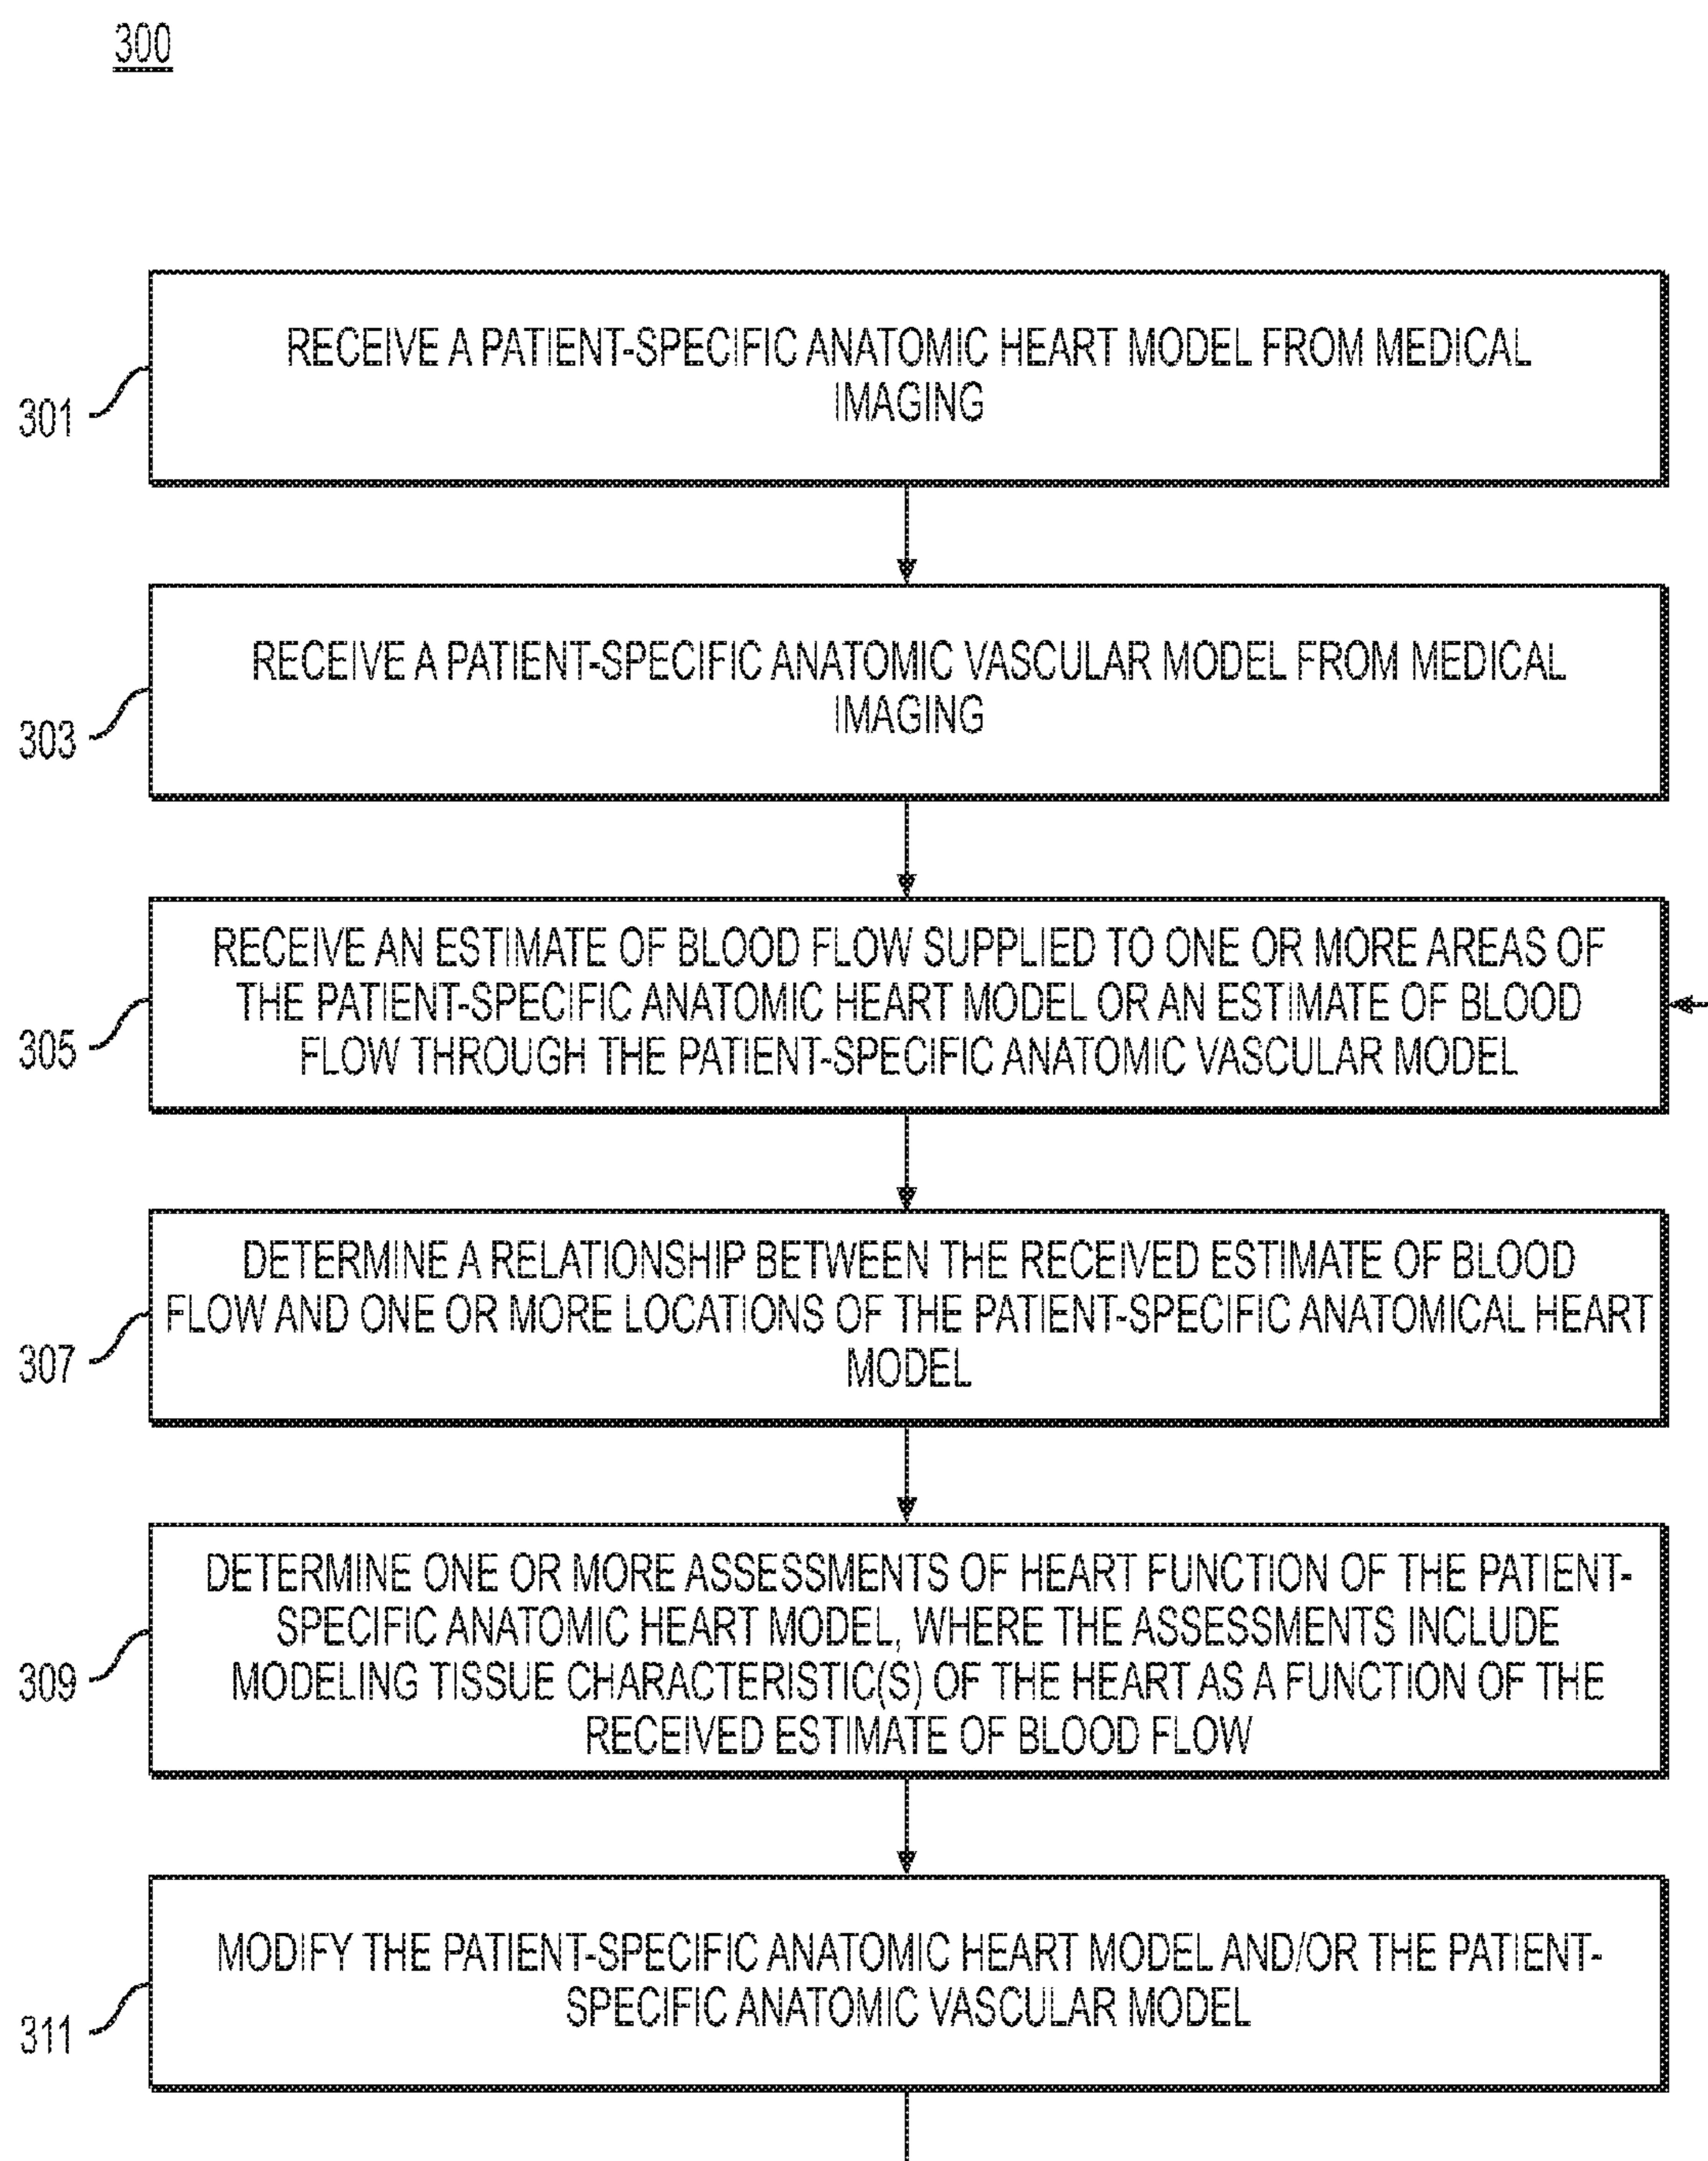 300
RECEIVE A PATIENT-SPECIFIC ANATOMIC HEART MODEL FROM MEDICAL
IMAGING
301
RECEIVE A PATIENT-SPECIFIC ANATOMIC VASCULAR MODEL FROM MEDICAL
IMAGING
303
RECEIVE AN ESTIMATE OF BLOOD FLOW SUPPLIED TO ONE OR MORE AREAS OF
THE PATIENT-SPECIFIC ANATOMIC HEART MODEL OR AN ESTIMATE OF BLOOD
FLOW THROUGH THE PATIENT-SPECIFIC ANATOMIC VASCULAR MODEL
305
DETERMINE A RELATIONSHIP BETWEEN THE RECEIVED ESTIMATE OF BLOOD
FLOW AND ONE OR MORE LOCATIONS OF THE PATIENT-SPECIFIC ANATOMICAL HEART
MODEL
307
DETERMINE ONE OR MORE ASSESSMENTS OF HEART FUNCTION OF THE PATIENT-
SPECIFIC ANATOMIC HEART MODEL, WHERE THE ASSESSMENTS INCLUDE
MODELING TISSUE CHARACTERISTIC(S) OF THE HEART AS A FUNCTION OF THE
RECEIVED ESTIMATE OF BLOOD FLOW
309
MODIFY THE PATIENT-SPECIFIC ANATOMIC HEART MODEL AND/OR THE PATIENT-
SPECIFIC ANATOMIC VASCULAR MODEL
311